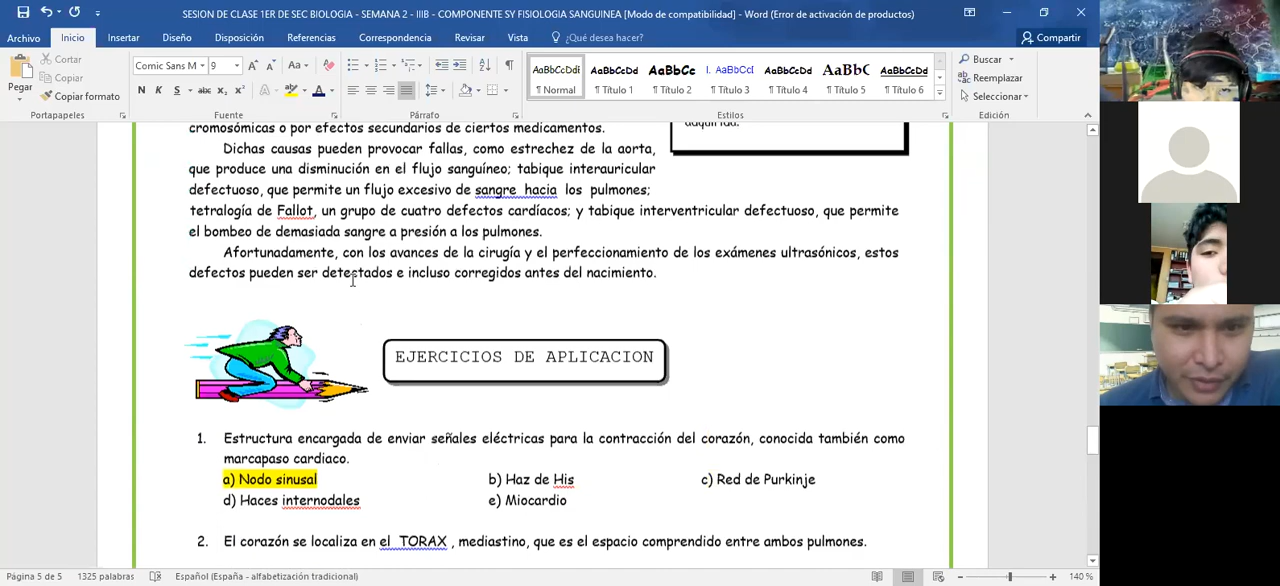 SESION DE CLASE 1ER DE SEC BIOLOGIA - SEMANA 2 - IIIB - COMPONENTE SY FISIOLOGIA SANGUINEA [Modo de compatibilidad] - Word (Error de activación de productos)
Archivo Inicio Insertar Diseño Disposición Referencias Correspondencia Revisar Vista ¿Qué desea hacer? Compartir
Pegar
Cortar
Copiar
Copiar formato
Portapapeles
Comic Sans M 9
Fuente
Párrafo
AaBbCcDdE AaBbCcDd AaBbCc I. AaBbCcI AaBbCcDd AaBbC AaBbCcDd
¶ Normal ¶ Título 1 ¶ Título 2 ¶ Título 3 ¶ Título 4 ¶ Título 5 ¶ Título 6
Estilos
Buscar
Reemplazar
Seleccionar
Edición
cromosómicas o por efectos secundarios de ciertos medicamentos.
Dichas causas pueden provocar fallas, como estrechez de la aorta,
que produce una disminución en el flujo sanguíneo; tabique interauricular
defectuoso, que permite un flujo excesivo de sangre hacia los pulmones;
tetralogía de Fallot, un grupo de cuatro defectos cardíacos; y tabique interventricular defectuoso, que permite
el bombeo de demasiada sangre a presión a los pulmones.
Afortunadamente, con los avances de la cirugía y el perfeccionamiento de los exámenes ultrasónicos, estos
defectos pueden ser detectados e incluso corregidos antes del nacimiento.
EJERCICIOS DE APLICACION
1. Estructura encargada de enviar señales eléctricas para la contracción del corazón, conocida también como
marcapaso cardiaco.
a) Nodo sinusal b) Haz de His c) Red de Purkinje
d) Haces internodales e) Miocardio
2. El corazón se localiza en el TORAX , mediastino, que es el espacio comprendido entre ambos pulmones.
Página 5 de 5 1325 palabras Español (España - alfabetización tradicional) 140 %